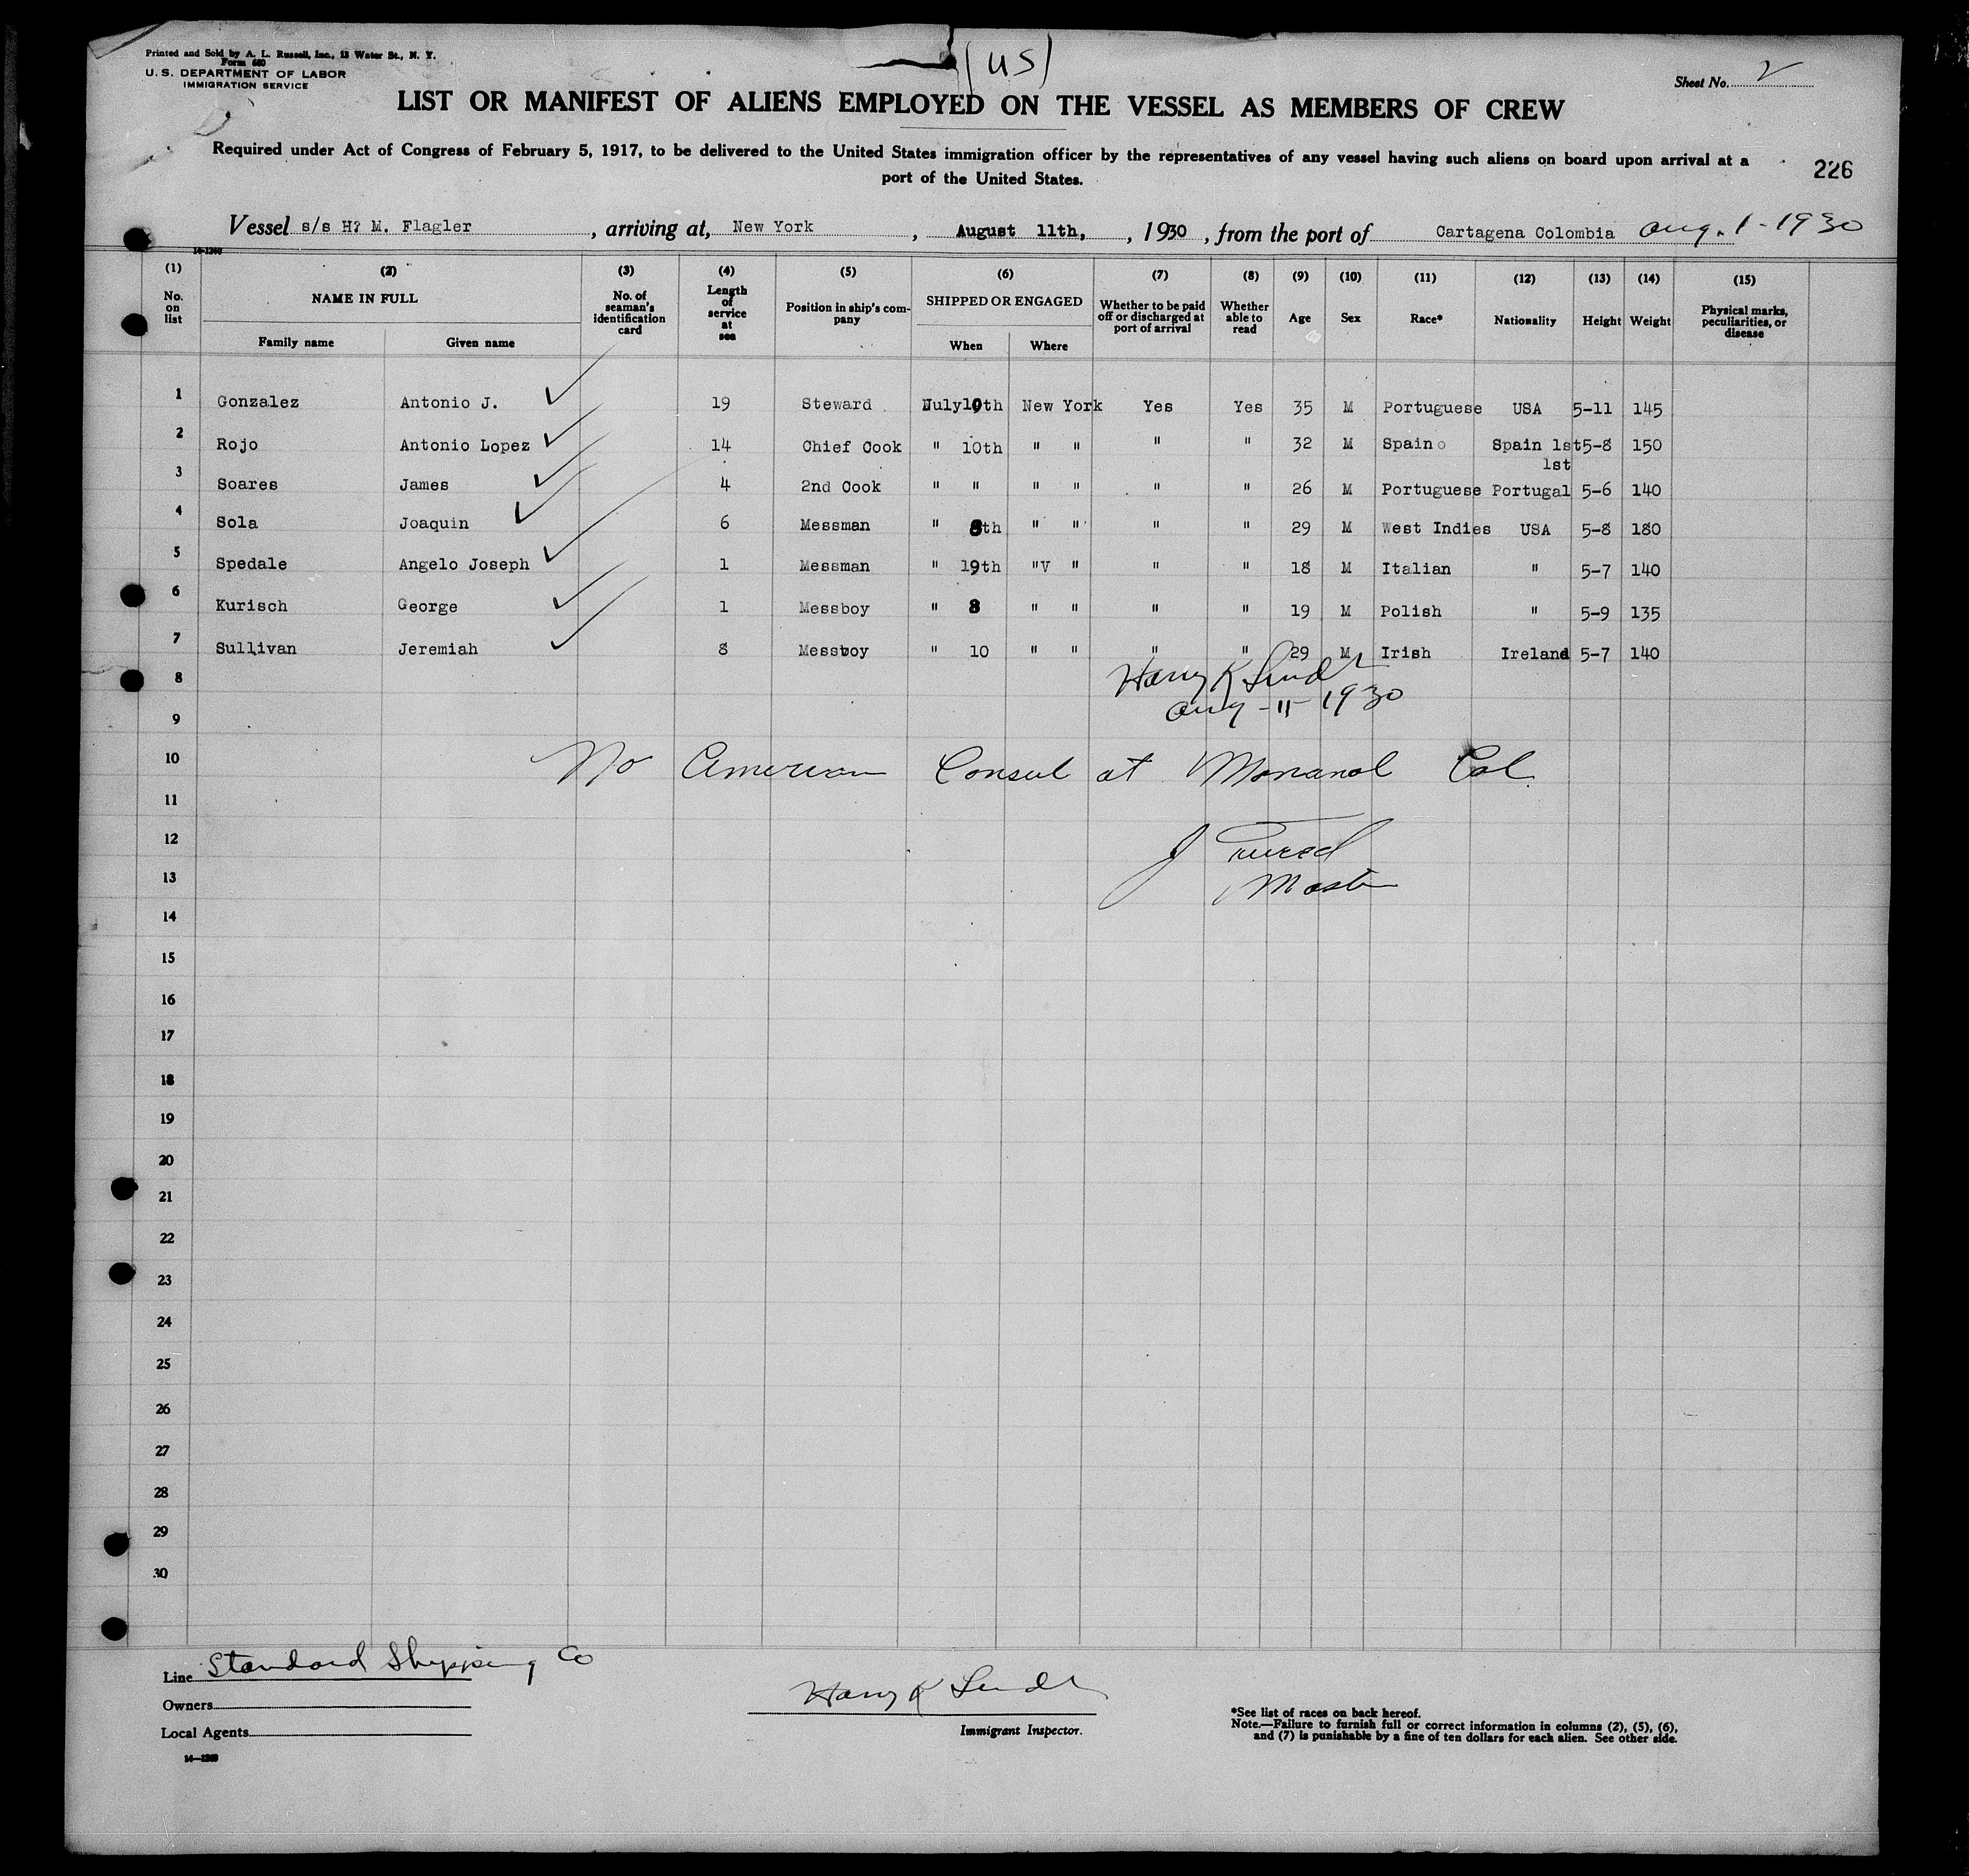 Printed and Sold by A. L. Russell, Inc., 13 Water St., N. Y.
Form 680
U. S. DEPARTMENT OF LABOR
IMMIGRATION SERVICE
(US)
Sheet No. 2
LIST OR MANIFEST OF ALIENS EMPLOYED ON THE VESSEL AS MEMBERS OF CREW
Required under Act of Congress of February 5, 1917, to be delivered to the United States immigration officer by the representatives of any vessel having such aliens on board upon arrival at a
port of the United States.
226
Vessel s/s H? M. Flagler, arriving at, New York, August 11th, , 1930, from the port of Cartagena Colombia Aug. 1-1930
14-1240
(1) (2) (3) (4) (5) (6) (7) (8) (9) (10) (11) (12) (13) (14) (15)
No. on list NAME IN FULL No. of seaman's identification card Length of service at sea Position in ship's company SHIPPED OR ENGAGED Whether to be paid off or discharged at port of arrival Whether able to read Age Sex Race* Nationality Height Weight Physical marks, peculiarities, or disease
Family name Given name When Where
1 Gonzalez Antonio J. 19 Steward July10th New York Yes Yes 35 M Portuguese USA 5-11 145
2 Rojo Antonio Lopez 14 Chief Cook " 10th " " " " 32 M Spain Spain 1st 5-8 150
1st
3 Soares James 4 2nd Cook " " " " " " 26 M Portuguese Portugal 5-6 140
4 Sola Joaquin 6 Messman " 8th " " " " 29 M West Indies USA 5-8 180
5 Spedale Angelo Joseph 1 Messman " 19th "V " " " 18 M Italian " 5-7 140
6 Kurisch George 1 Messboy " 8 " " " " 19 M Polish " 5-9 135
7 Sullivan Jeremiah 8 Messboy " 10 " " " " 29 M Irish Ireland 5-7 140
8 Harry K
9 Aug-11-1930
10 No American Consul at Col.
11
12 J
13 Master
14
15
16
17
18
19
20
21
22
23
24
25
26
27
28
29
30
Line Standard Shipping Co
Owners
Local Agents
14-1240
Harry K
Immigrant Inspector.
*See list of races on back hereof.
Note.—Failure to furnish full or correct information in columns (2), (5), (6),
and (7) is punishable by a fine of ten dollars for each alien. See other side.